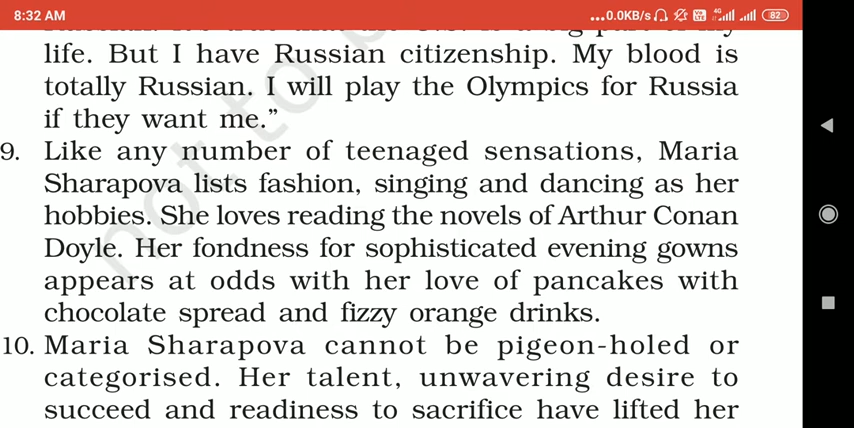 8:32 AM ...0.0KB/s 4G 82
life. But I have Russian citizenship. My blood is
totally Russian. I will play the Olympics for Russia
if they want me.”
9. Like any number of teenaged sensations, Maria
Sharapova lists fashion, singing and dancing as her
hobbies. She loves reading the novels of Arthur Conan
Doyle. Her fondness for sophisticated evening gowns
appears at odds with her love of pancakes with
chocolate spread and fizzy orange drinks.
10. Maria Sharapova cannot be pigeon-holed or
categorised. Her talent, unwavering desire to
succeed and readiness to sacrifice have lifted her
not to